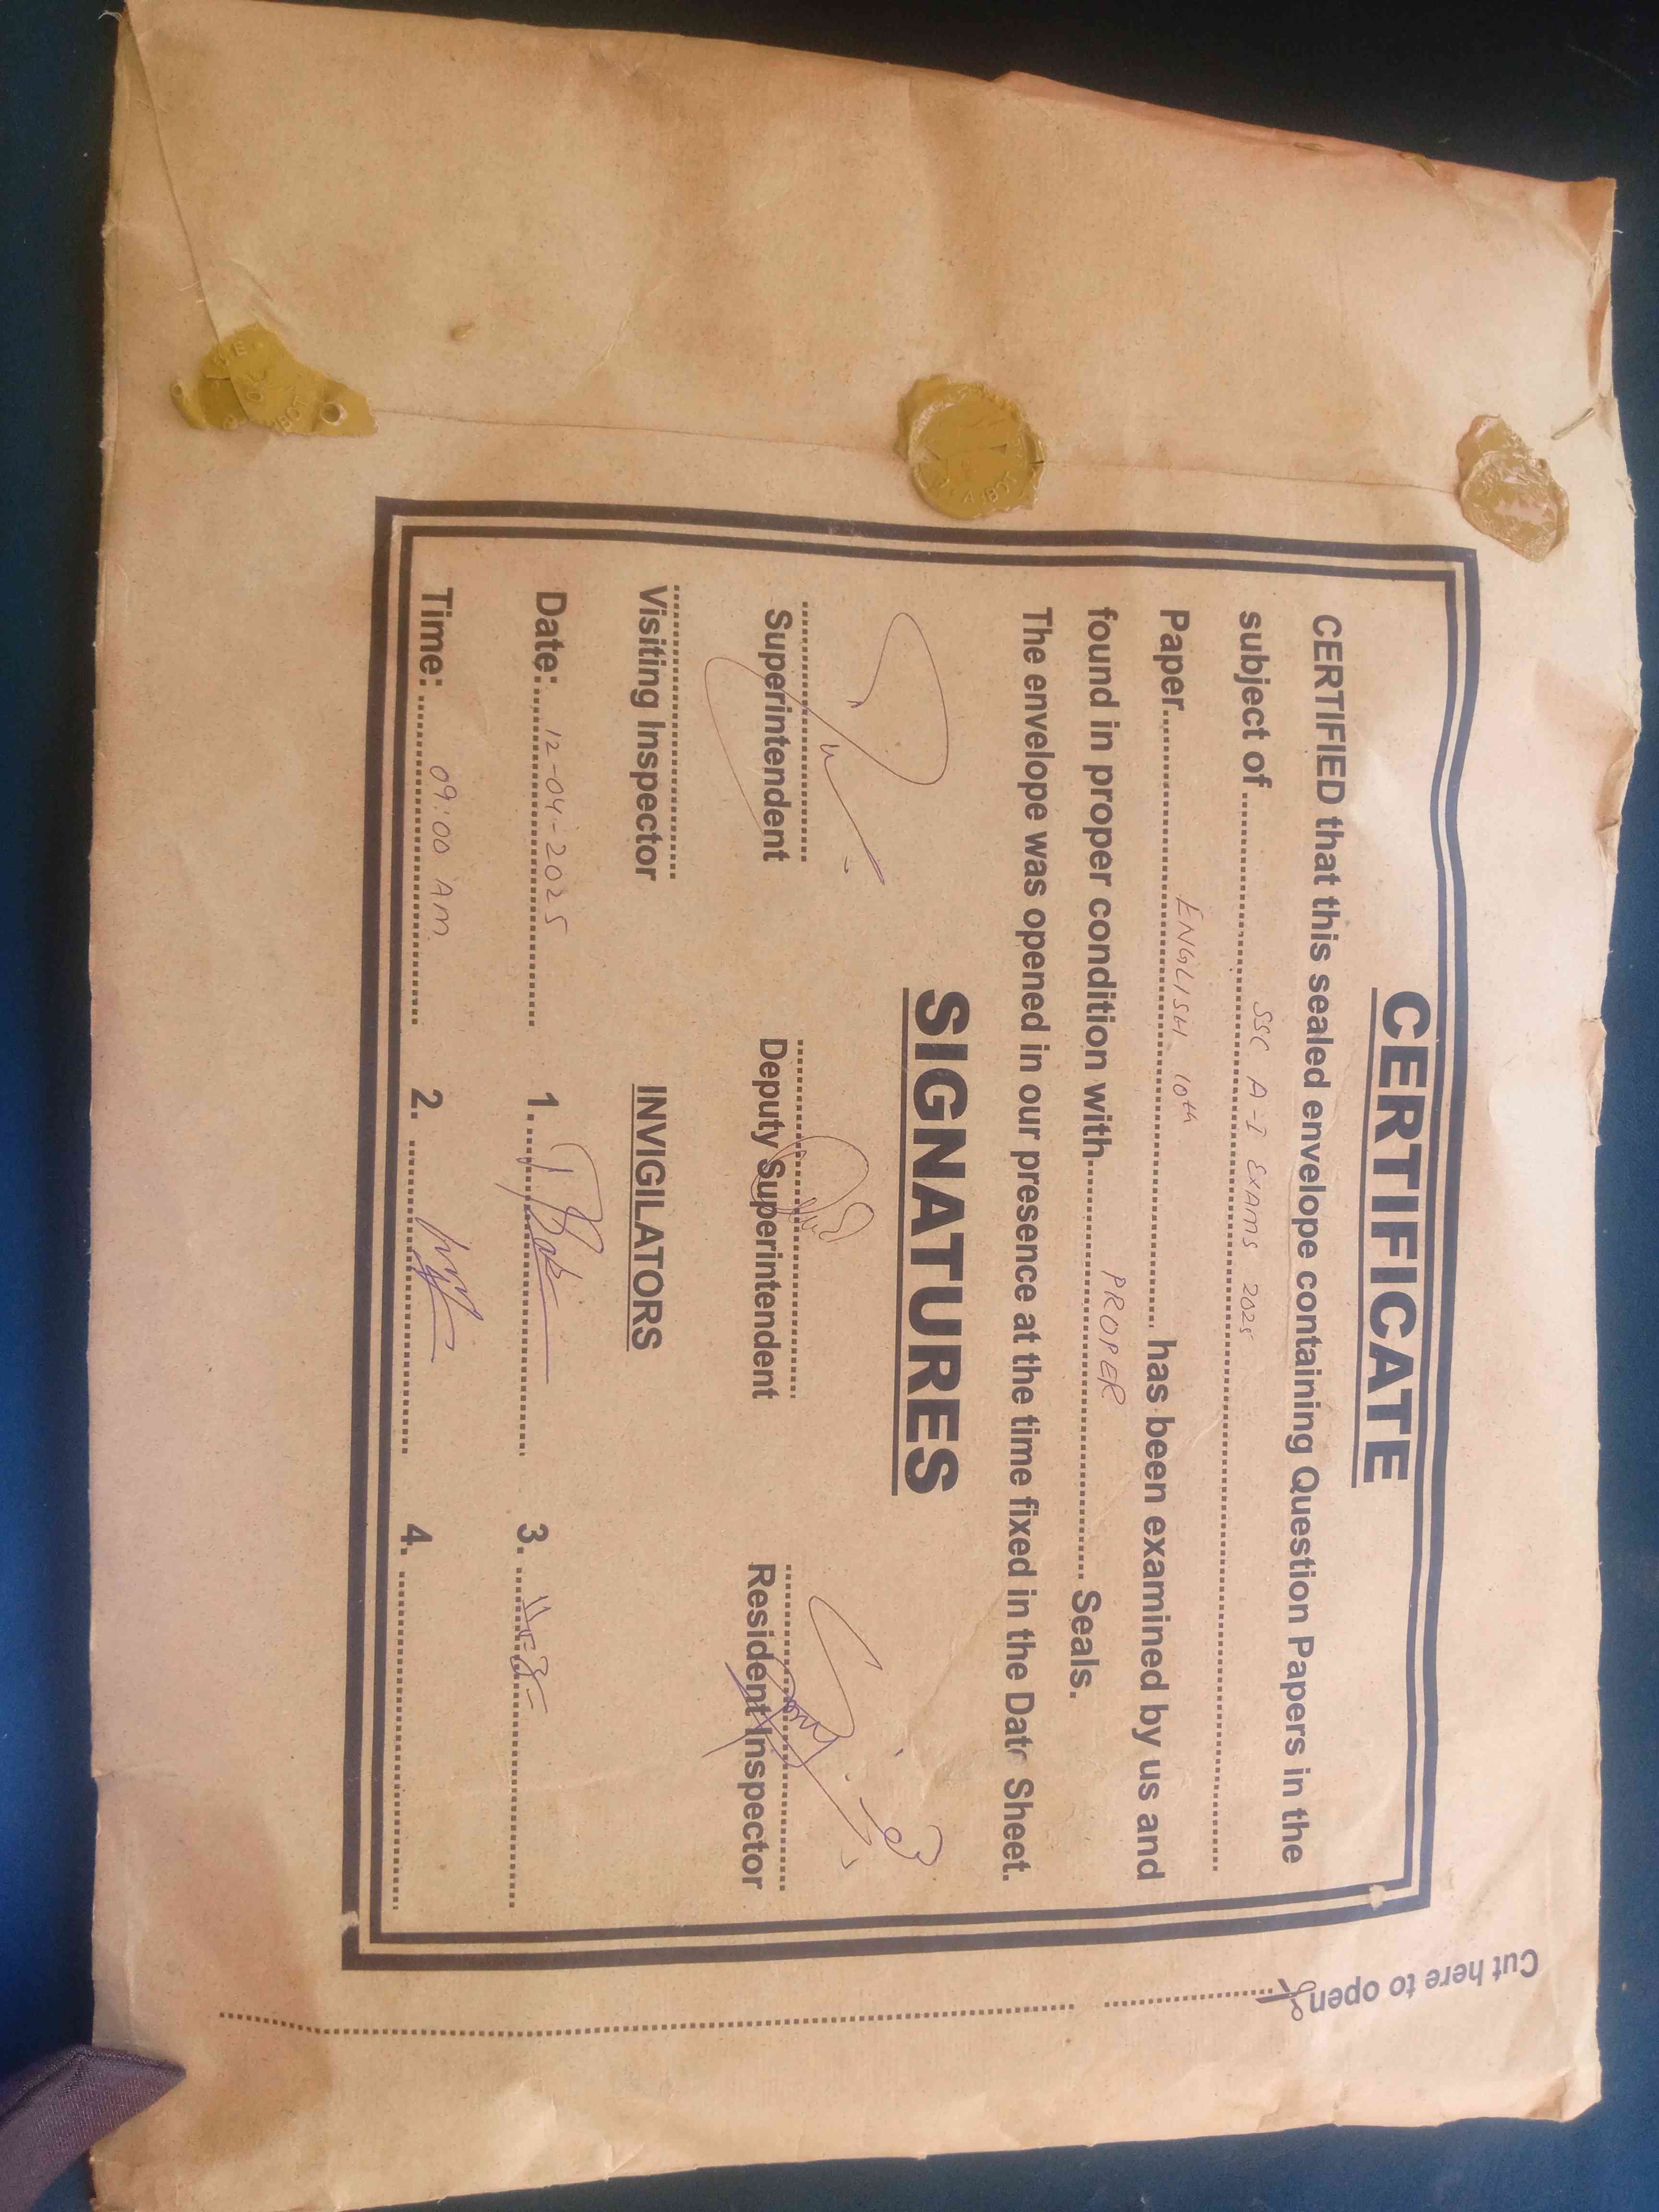 Cut here to open
CERTIFICATE
CERTIFIED that this sealed envelope containing Question Papers in the
subject of............ SSC A-I EXAMS 2025 ............
Paper............ ENGLISH 10th ............ has been examined by us and
found in proper condition with............ PROPER ............ Seals.
The envelope was opened in our presence at the time fixed in the Date Sheet.
SIGNATURES
Superintendent Deputy Superintendent Resident Inspector
Visiting Inspector INVIGILATORS
Date:..... 12-04-2025 ..... 1. ..... 3. .....
Time:..... 09:00 AM ..... 2. ..... 4. .....